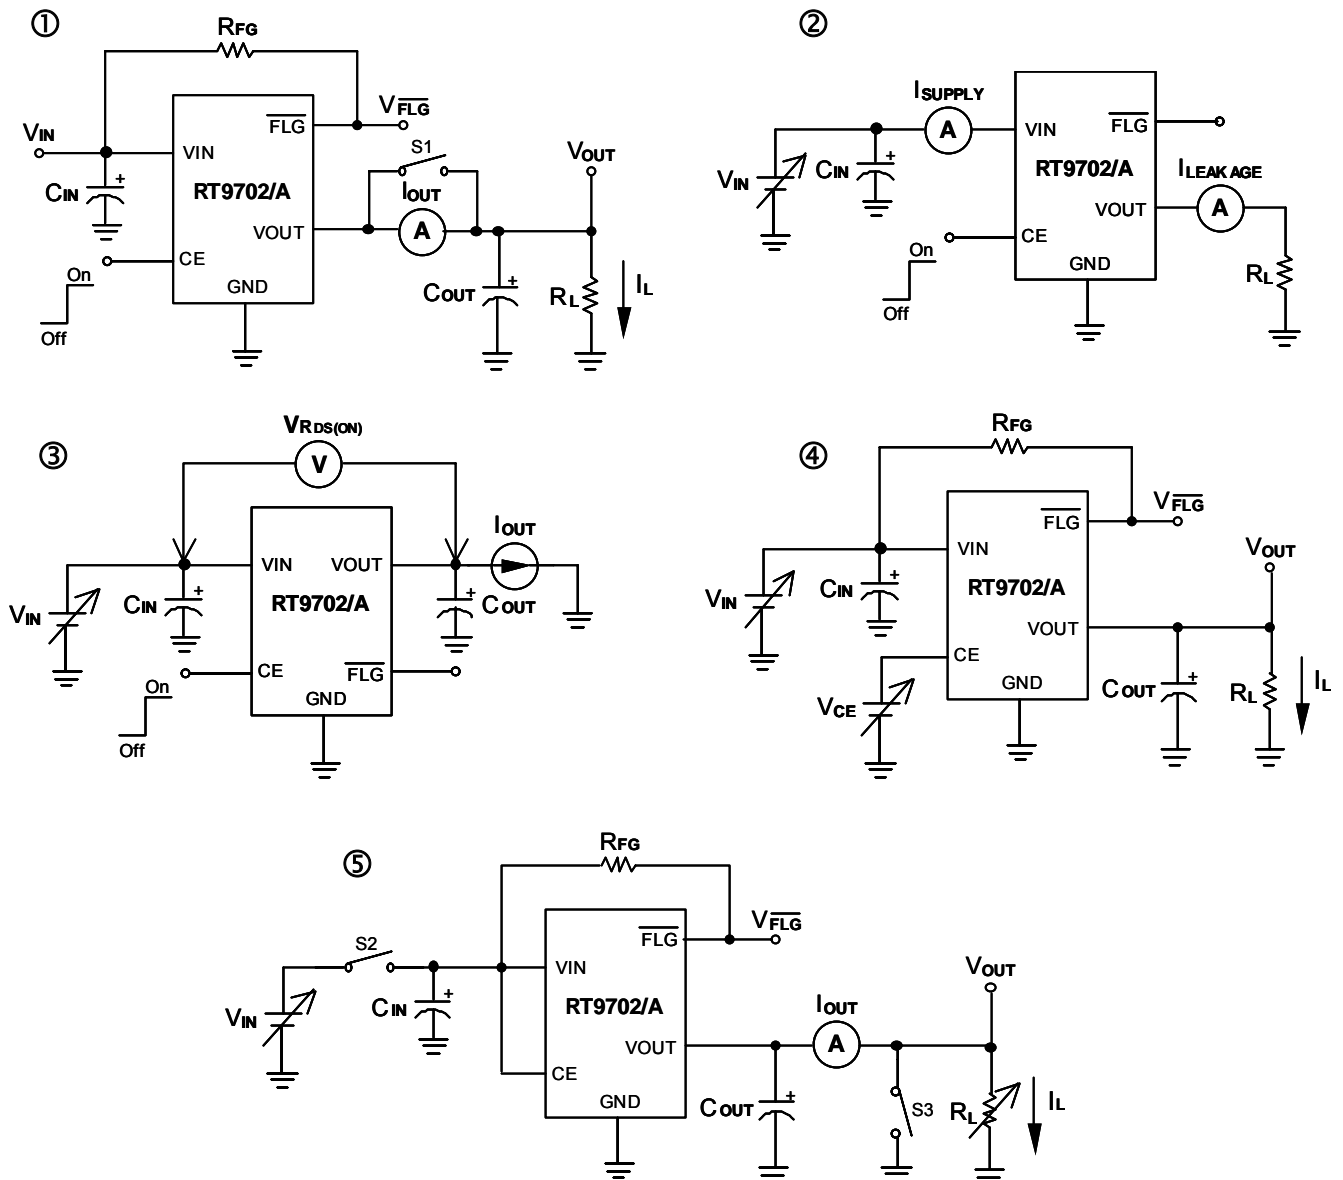 ①
RFG
VFLG
FLG
VIN
VIN
S1
VOUT
CIN
RT9702/A
IOUT
A
VOUT
CE
On
GND
COUT
RL
IL
Off
②
ISUPPLY
A
VIN
FLG
RT9702/A
ILEAKAGE
VIN
CIN
VOUT
A
On
CE
GND
RL
Off
③
VRDS(ON)
V
IOUT
VIN
VOUT
CIN
RT9702/A
COUT
VIN
CE
FLG
On
GND
Off
④
RFG
VFLG
FLG
VIN
VOUT
CIN
RT9702/A
VIN
VOUT
CE
GND
COUT
RL
IL
VCE
⑤
RFG
VFLG
FLG
S2
VIN
VOUT
CIN
RT9702/A
IOUT
VIN
VOUT
A
CE
GND
COUT
S3
RL
IL